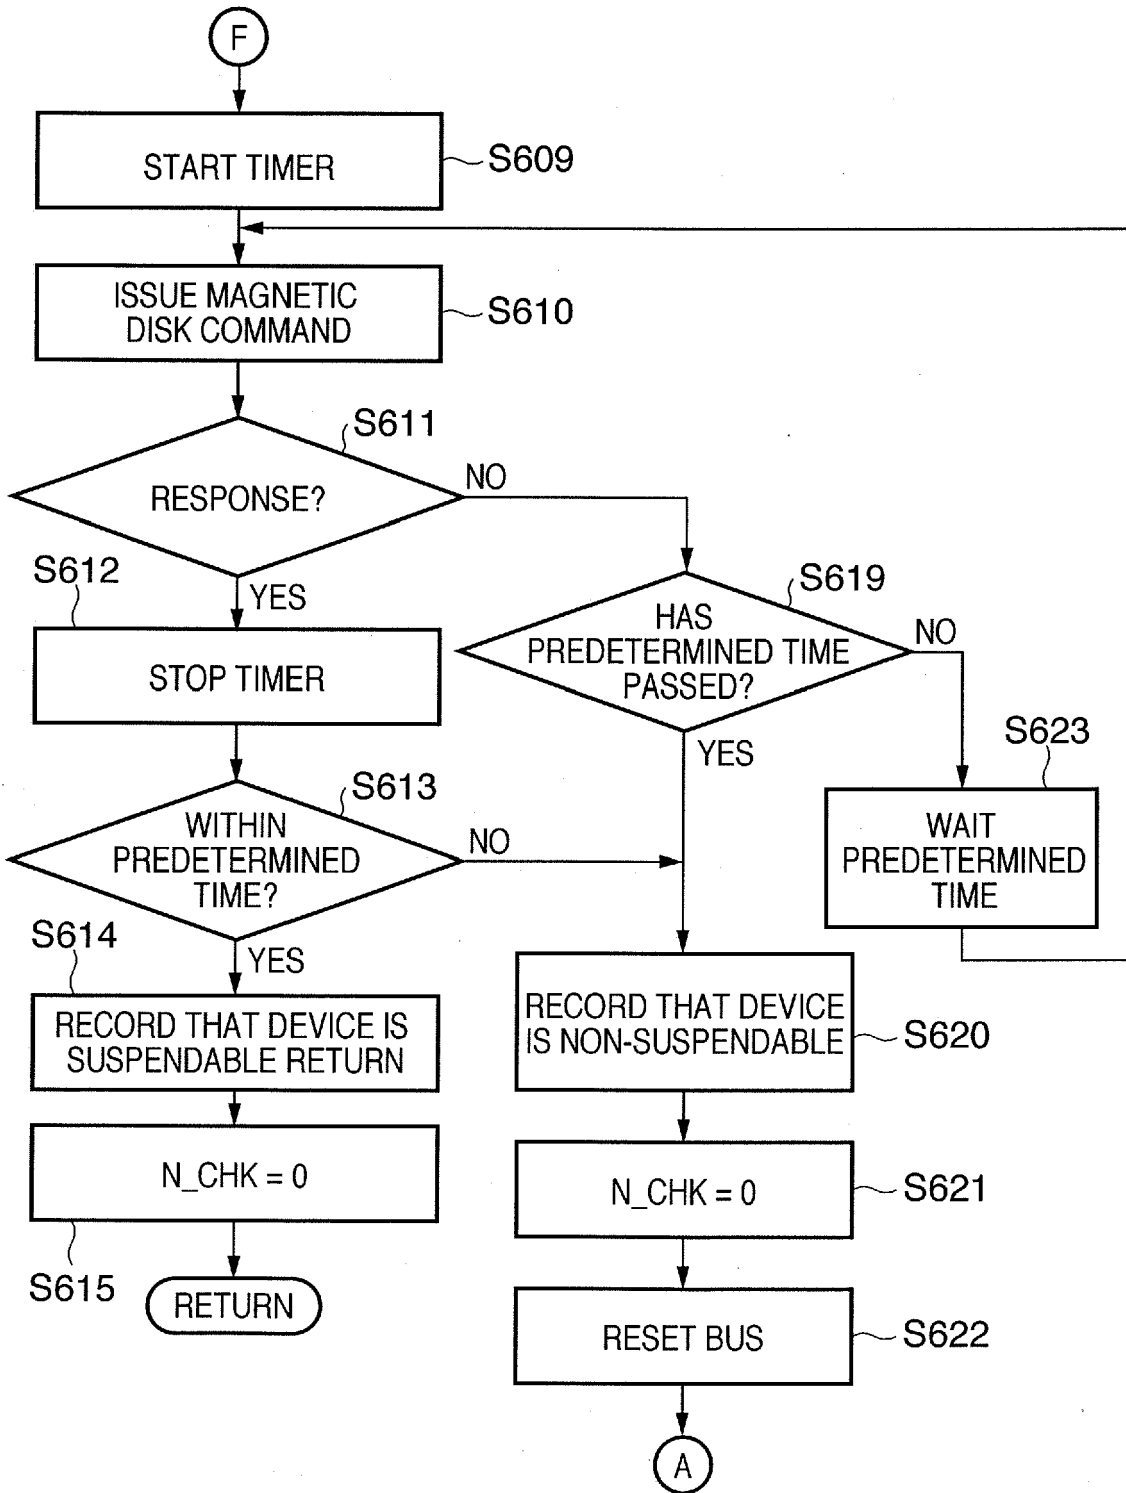 F
START TIMER
S609
ISSUE MAGNETIC
DISK COMMAND
S610
S611
RESPONSE?
NO
YES
S612
STOP TIMER
S619
HAS
PREDETERMINED TIME
PASSED?
NO
YES
S623
WAIT
PREDETERMINED
TIME
S613
WITHIN
PREDETERMINED
TIME?
NO
YES
S614
RECORD THAT DEVICE IS
SUSPENDABLE RETURN
N_CHK = 0
S615
RETURN
RECORD THAT DEVICE
IS NON-SUSPENDABLE
S620
N_CHK = 0
S621
RESET BUS
S622
A